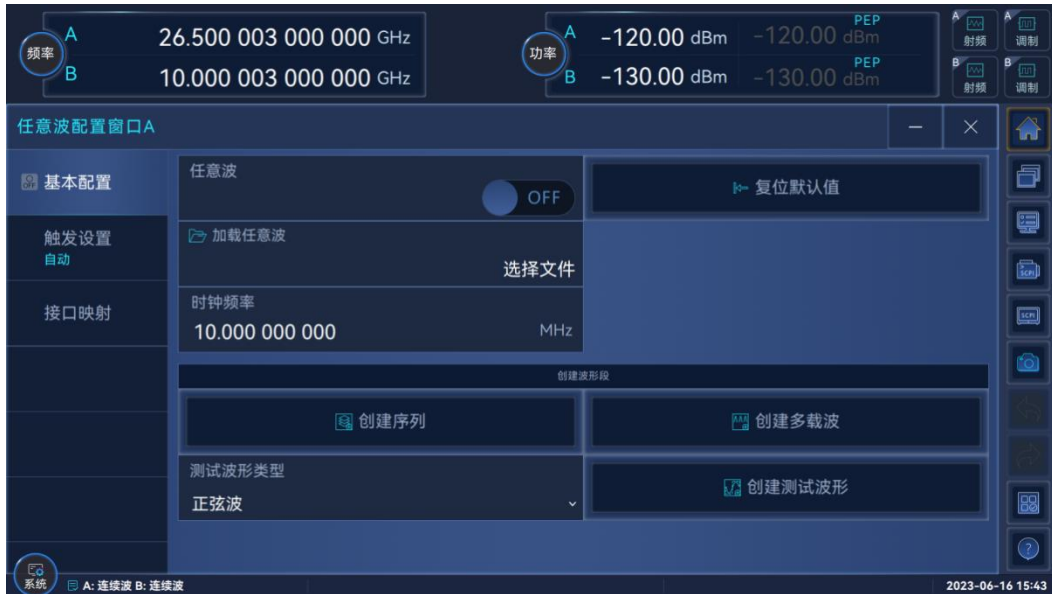 频率
A 26.500 003 000 000 GHz
B 10.000 003 000 000 GHz
功率
A -120.00 dBm -120.00 dBm PEP
B -130.00 dBm -130.00 dBm PEP
A 射频
A 调制
B 射频
B 调制
任意波配置窗口A
OFF 基本配置
触发设置
自动
接口映射
任意波
OFF
复位默认值
加载任意波
选择文件
时钟频率
10.000 000 000 MHz
创建波形段
创建序列
创建多载波
测试波形类型
正弦波
创建测试波形
SCPI
SCPI
系统
A: 连续波 B: 连续波
2023-06-16 15:43